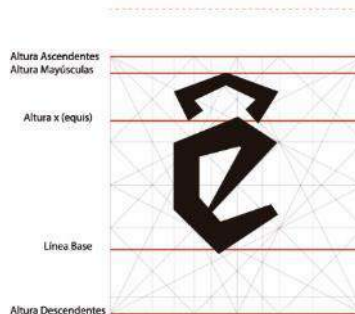 Altura Ascendentes
Altura Mayúsculas
ê
Altura x (equis)
Línea Base
Altura Descendentes